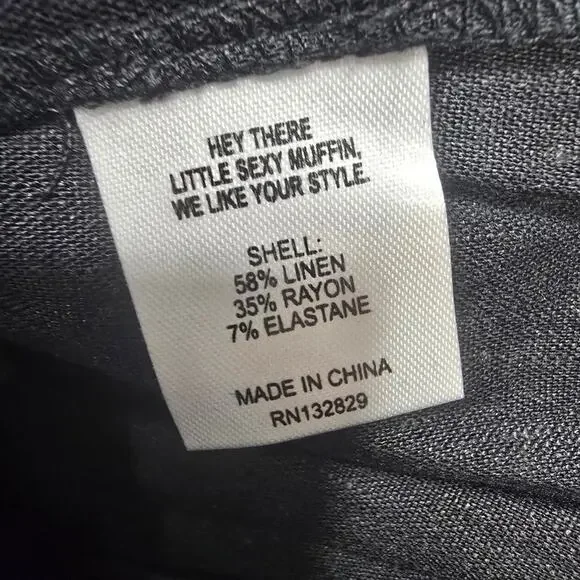 HEY THERE
LITTLE SEXY MUFFIN,
WE LIKE YOUR STYLE.
SHELL:
58% LINEN
35% RAYON
7% ELASTANE
MADE IN CHINA
RN132829